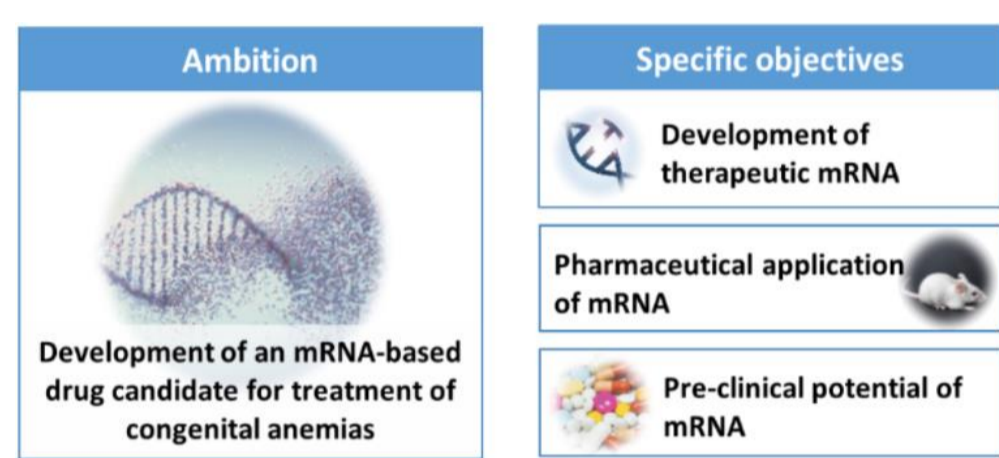 Ambition
Development of an mRNA-based
drug candidate for treatment of
congenital anemias
Specific objectives
Development of
therapeutic mRNA
Pharmaceutical application
of mRNA
Pre-clinical potential of
mRNA